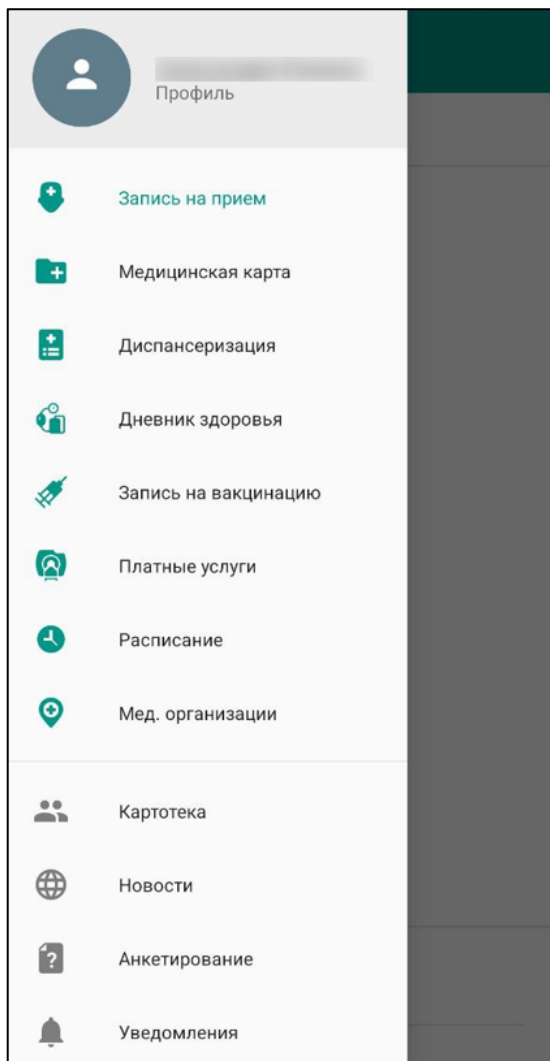 Профиль
Запись на прием
Медицинская карта
Диспансеризация
Дневник здоровья
Запись на вакцинацию
Платные услуги
Расписание
Мед. организации
Картотека
Новости
Анкетирование
Уведомления